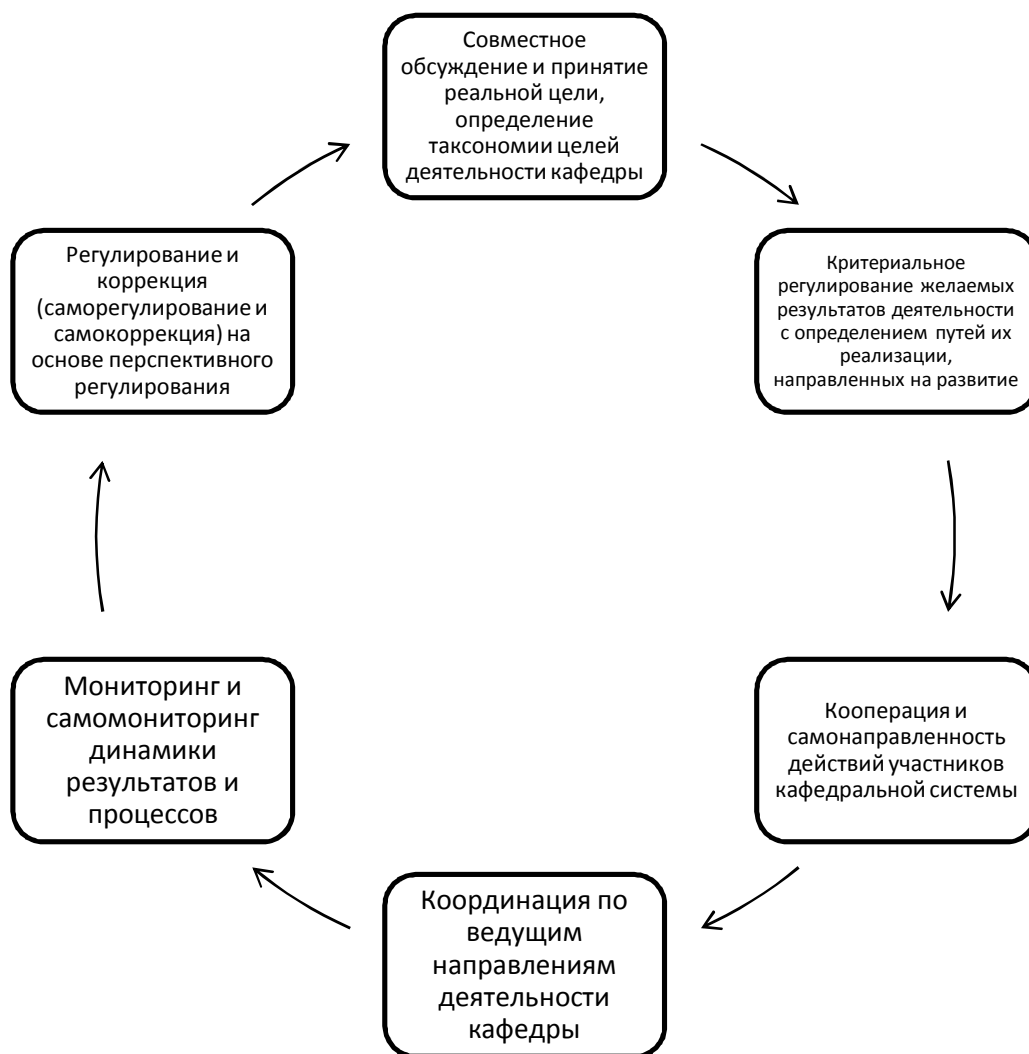 Совместное
обсуждение и принятие
реальной цели,
определение
таксономии целей
деятельности кафедры
Критериальное
регулирование желаемых
результатов деятельности
с определением путей их
реализации,
направленных на развитие
Кооперация и
самонаправленность
действий участников
кафедральной системы
Координация по
ведущим
направлениям
деятельности
кафедры
Мониторинг и
самомониторинг
динамики
результатов и
процессов
Регулирование и
коррекция
(саморегулирование и
самокоррекция) на
основе перспективного
регулирования